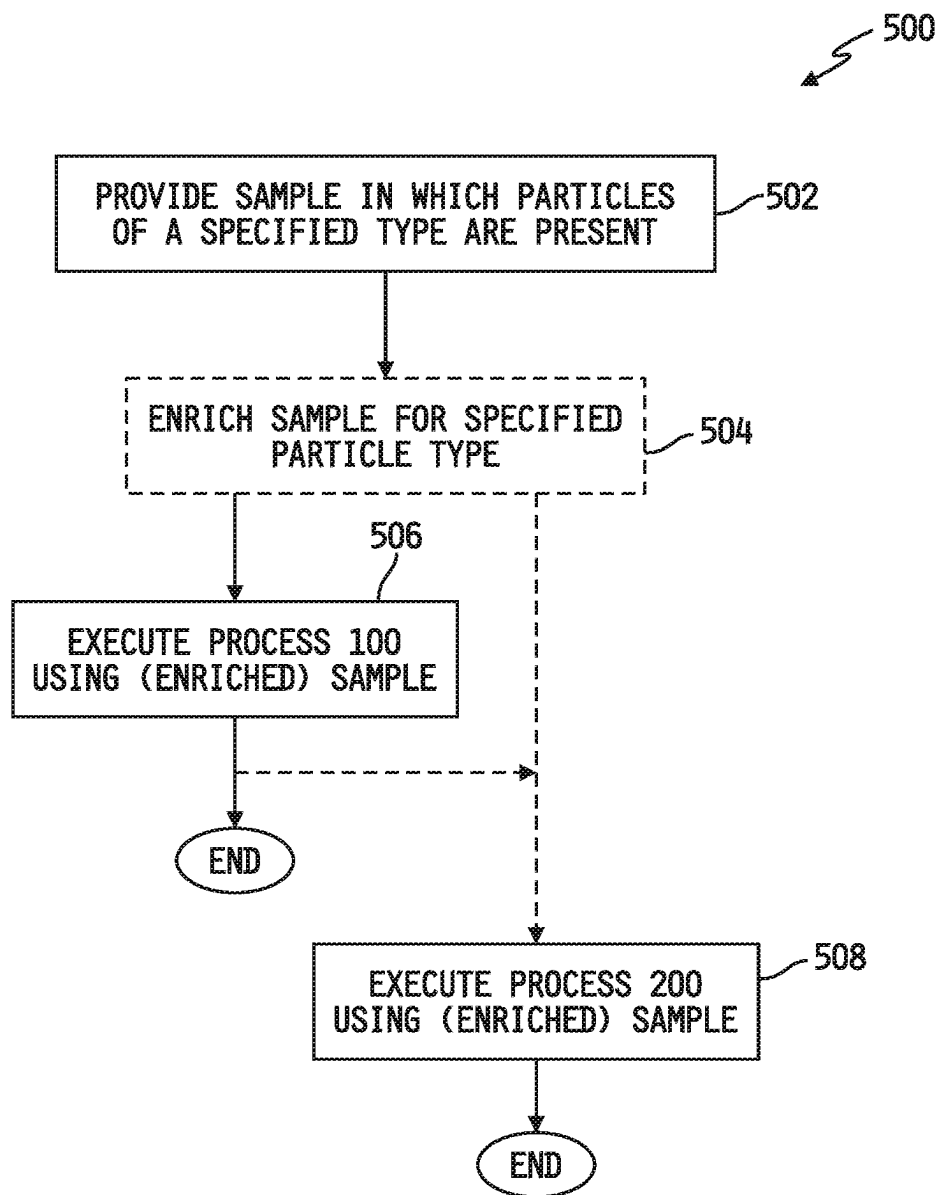 500
PROVIDE SAMPLE IN WHICH PARTICLES
OF A SPECIFIED TYPE ARE PRESENT
502
ENRICH SAMPLE FOR SPECIFIED
PARTICLE TYPE
504
506
EXECUTE PROCESS 100
USING (ENRICHED) SAMPLE
END
508
EXECUTE PROCESS 200
USING (ENRICHED) SAMPLE
END